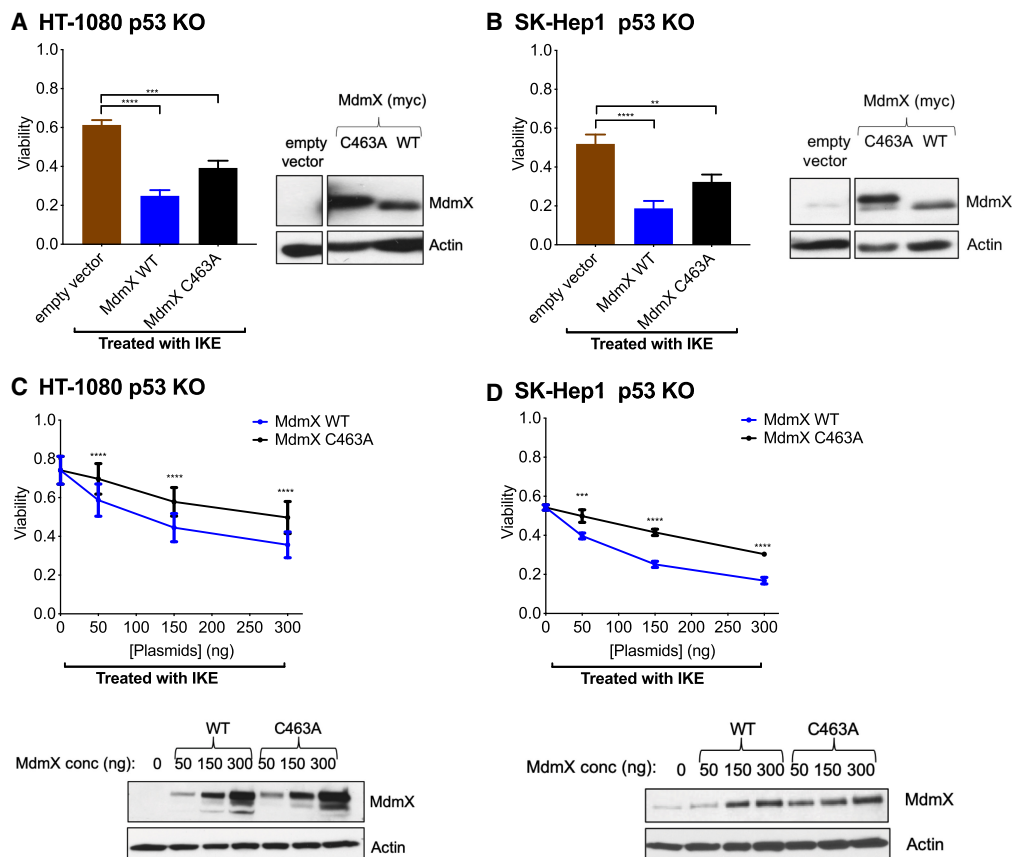 A HT-1080 p53 KO
1.0
0.8
0.6
0.4
0.2
0.0
Viability
***
****
empty vector
MdmX WT
MdmX C463A
Treated with IKE
MdmX (myc)
empty
vector
C463A WT
MdmX
Actin
B SK-Hep1 p53 KO
1.0
0.8
0.6
0.4
0.2
0.0
Viability
**
****
empty vector
MdmX WT
MdmX C463A
Treated with IKE
MdmX (myc)
empty
vector
C463A WT
MdmX
Actin
C HT-1080 p53 KO
1.0
0.8
0.6
0.4
0.2
0.0
Viability
MdmX WT
MdmX C463A
**** **** ****
0 50 100 150 200 250 300
[Plasmids] (ng)
Treated with IKE
WT C463A
MdmX conc (ng): 0 50 150 300 50 150 300
MdmX
Actin
D SK-Hep1 p53 KO
1.0
0.8
0.6
0.4
0.2
0.0
Viability
MdmX WT
MdmX C463A
*** **** ****
0 50 100 150 200 250 300
[Plasmids] (ng)
Treated with IKE
WT C463A
MdmX conc (ng): 0 50 150 300 50 150 300
MdmX
Actin